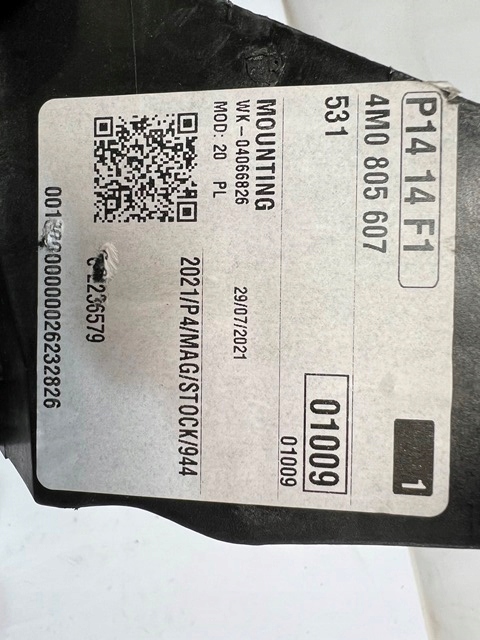 P14 14 F1
1
4M0 805 607
531
01009
01009
MOUNTING
WK-04066826
MOD: 20 PL
29/07/2021
2021/P4/MAG/STOCK/944
236579
0000000026232826